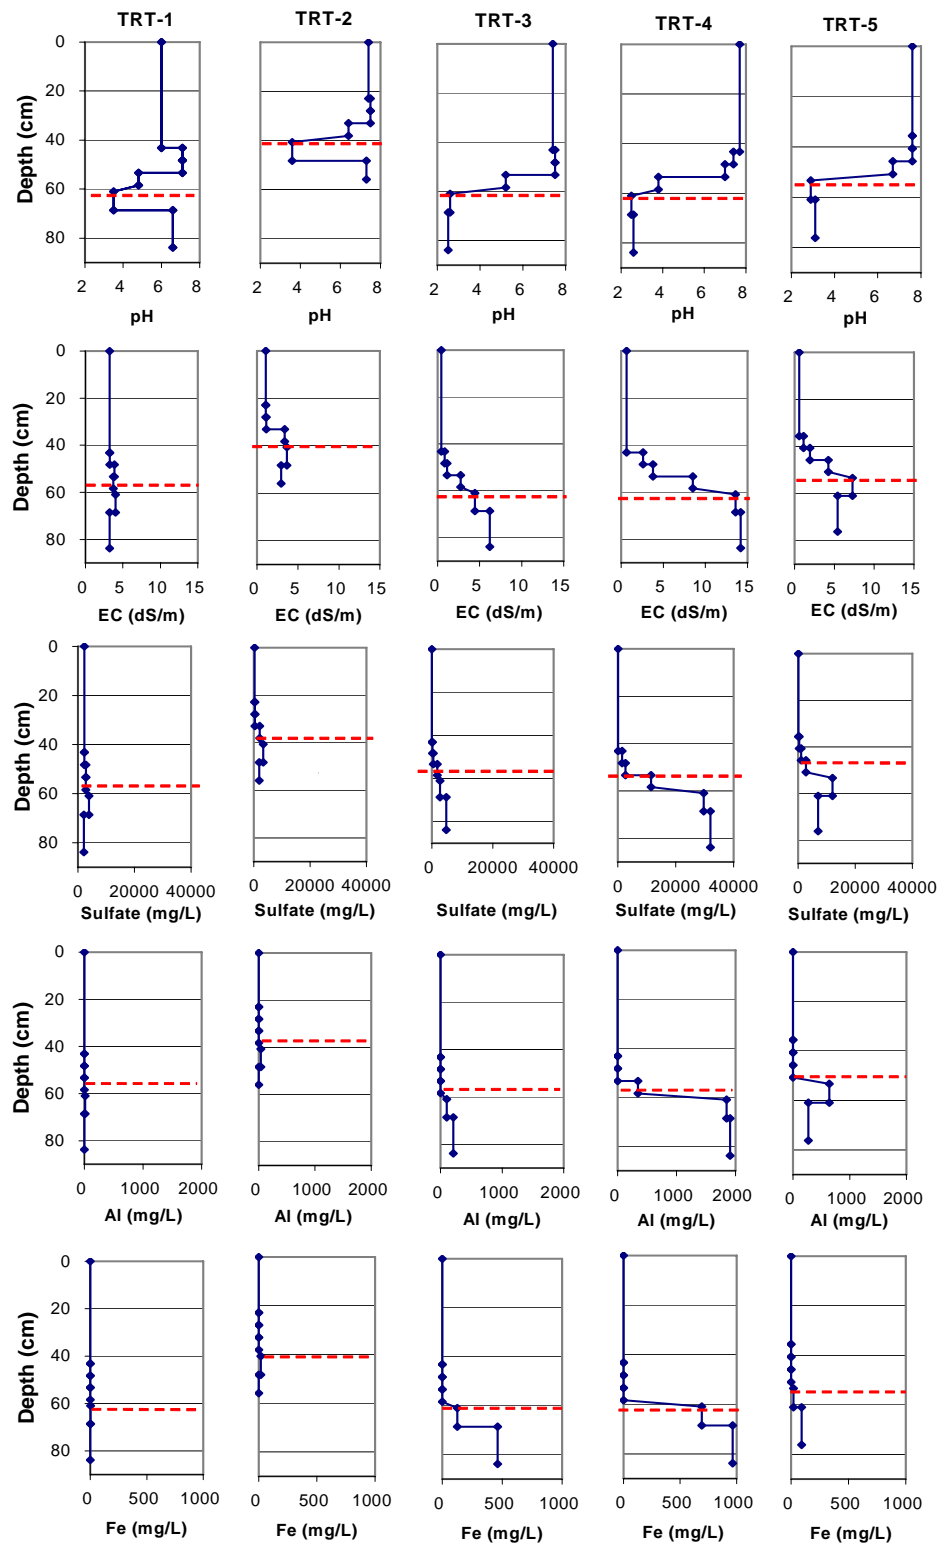 TRT-1 TRT-2 TRT-3 TRT-4 TRT-5
0
20
40
60
80
Depth (cm)
2 4 6 8 2 4 6 8 2 4 6 8 2 4 6 8 2 4 6 8
pH pH pH pH pH
0
20
40
60
80
Depth (cm)
0 5 10 15 0 5 10 15 0 5 10 15 0 5 10 15 0 5 10 15
EC (dS/m) EC (dS/m) EC (dS/m) EC (dS/m) EC (dS/m)
0
20
40
60
80
Depth (cm)
0 20000 40000 0 20000 40000 0 20000 40000 0 20000 40000 0 20000 40000
Sulfate (mg/L) Sulfate (mg/L) Sulfate (mg/L) Sulfate (mg/L) Sulfate (mg/L)
0
20
40
60
80
Depth (cm)
0 1000 2000 0 1000 2000 0 1000 2000 0 1000 2000 0 1000 2000
Al (mg/L) Al (mg/L) Al (mg/L) Al (mg/L) Al (mg/L)
0
20
40
60
80
Depth (cm)
0 500 1000 0 500 1000 0 500 1000 0 500 1000 0 500 1000
Fe (mg/L) Fe (mg/L) Fe (mg/L) Fe (mg/L) Fe (mg/L)